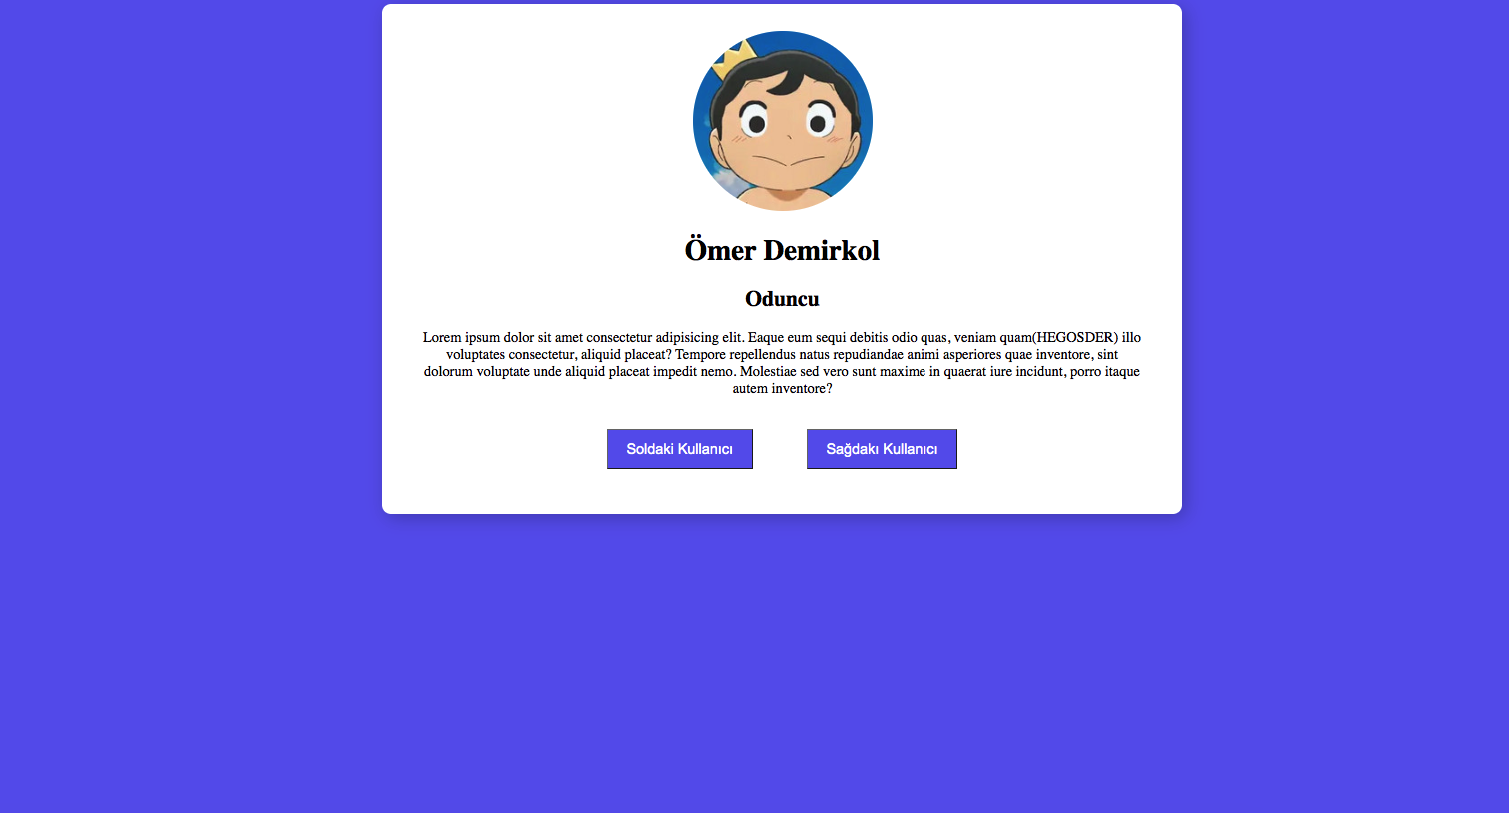 Ömer Demirkol
Oduncu
Lorem ipsum dolor sit amet consectetur adipisicing elit. Eaque eum sequi debitis odio quas, veniam quam(HEGOSDER) illo
voluptates consectetur, aliquid placeat? Tempore repellendus natus repudiandae animi asperiores quae inventore, sint
dolorum voluptate unde aliquid placeat impedit nemo. Molestiae sed vero sunt maxime in quaerat iure incidunt, porro itaque
autem inventore?
Soldaki Kullanıcı
Sağdakı Kullanıcı